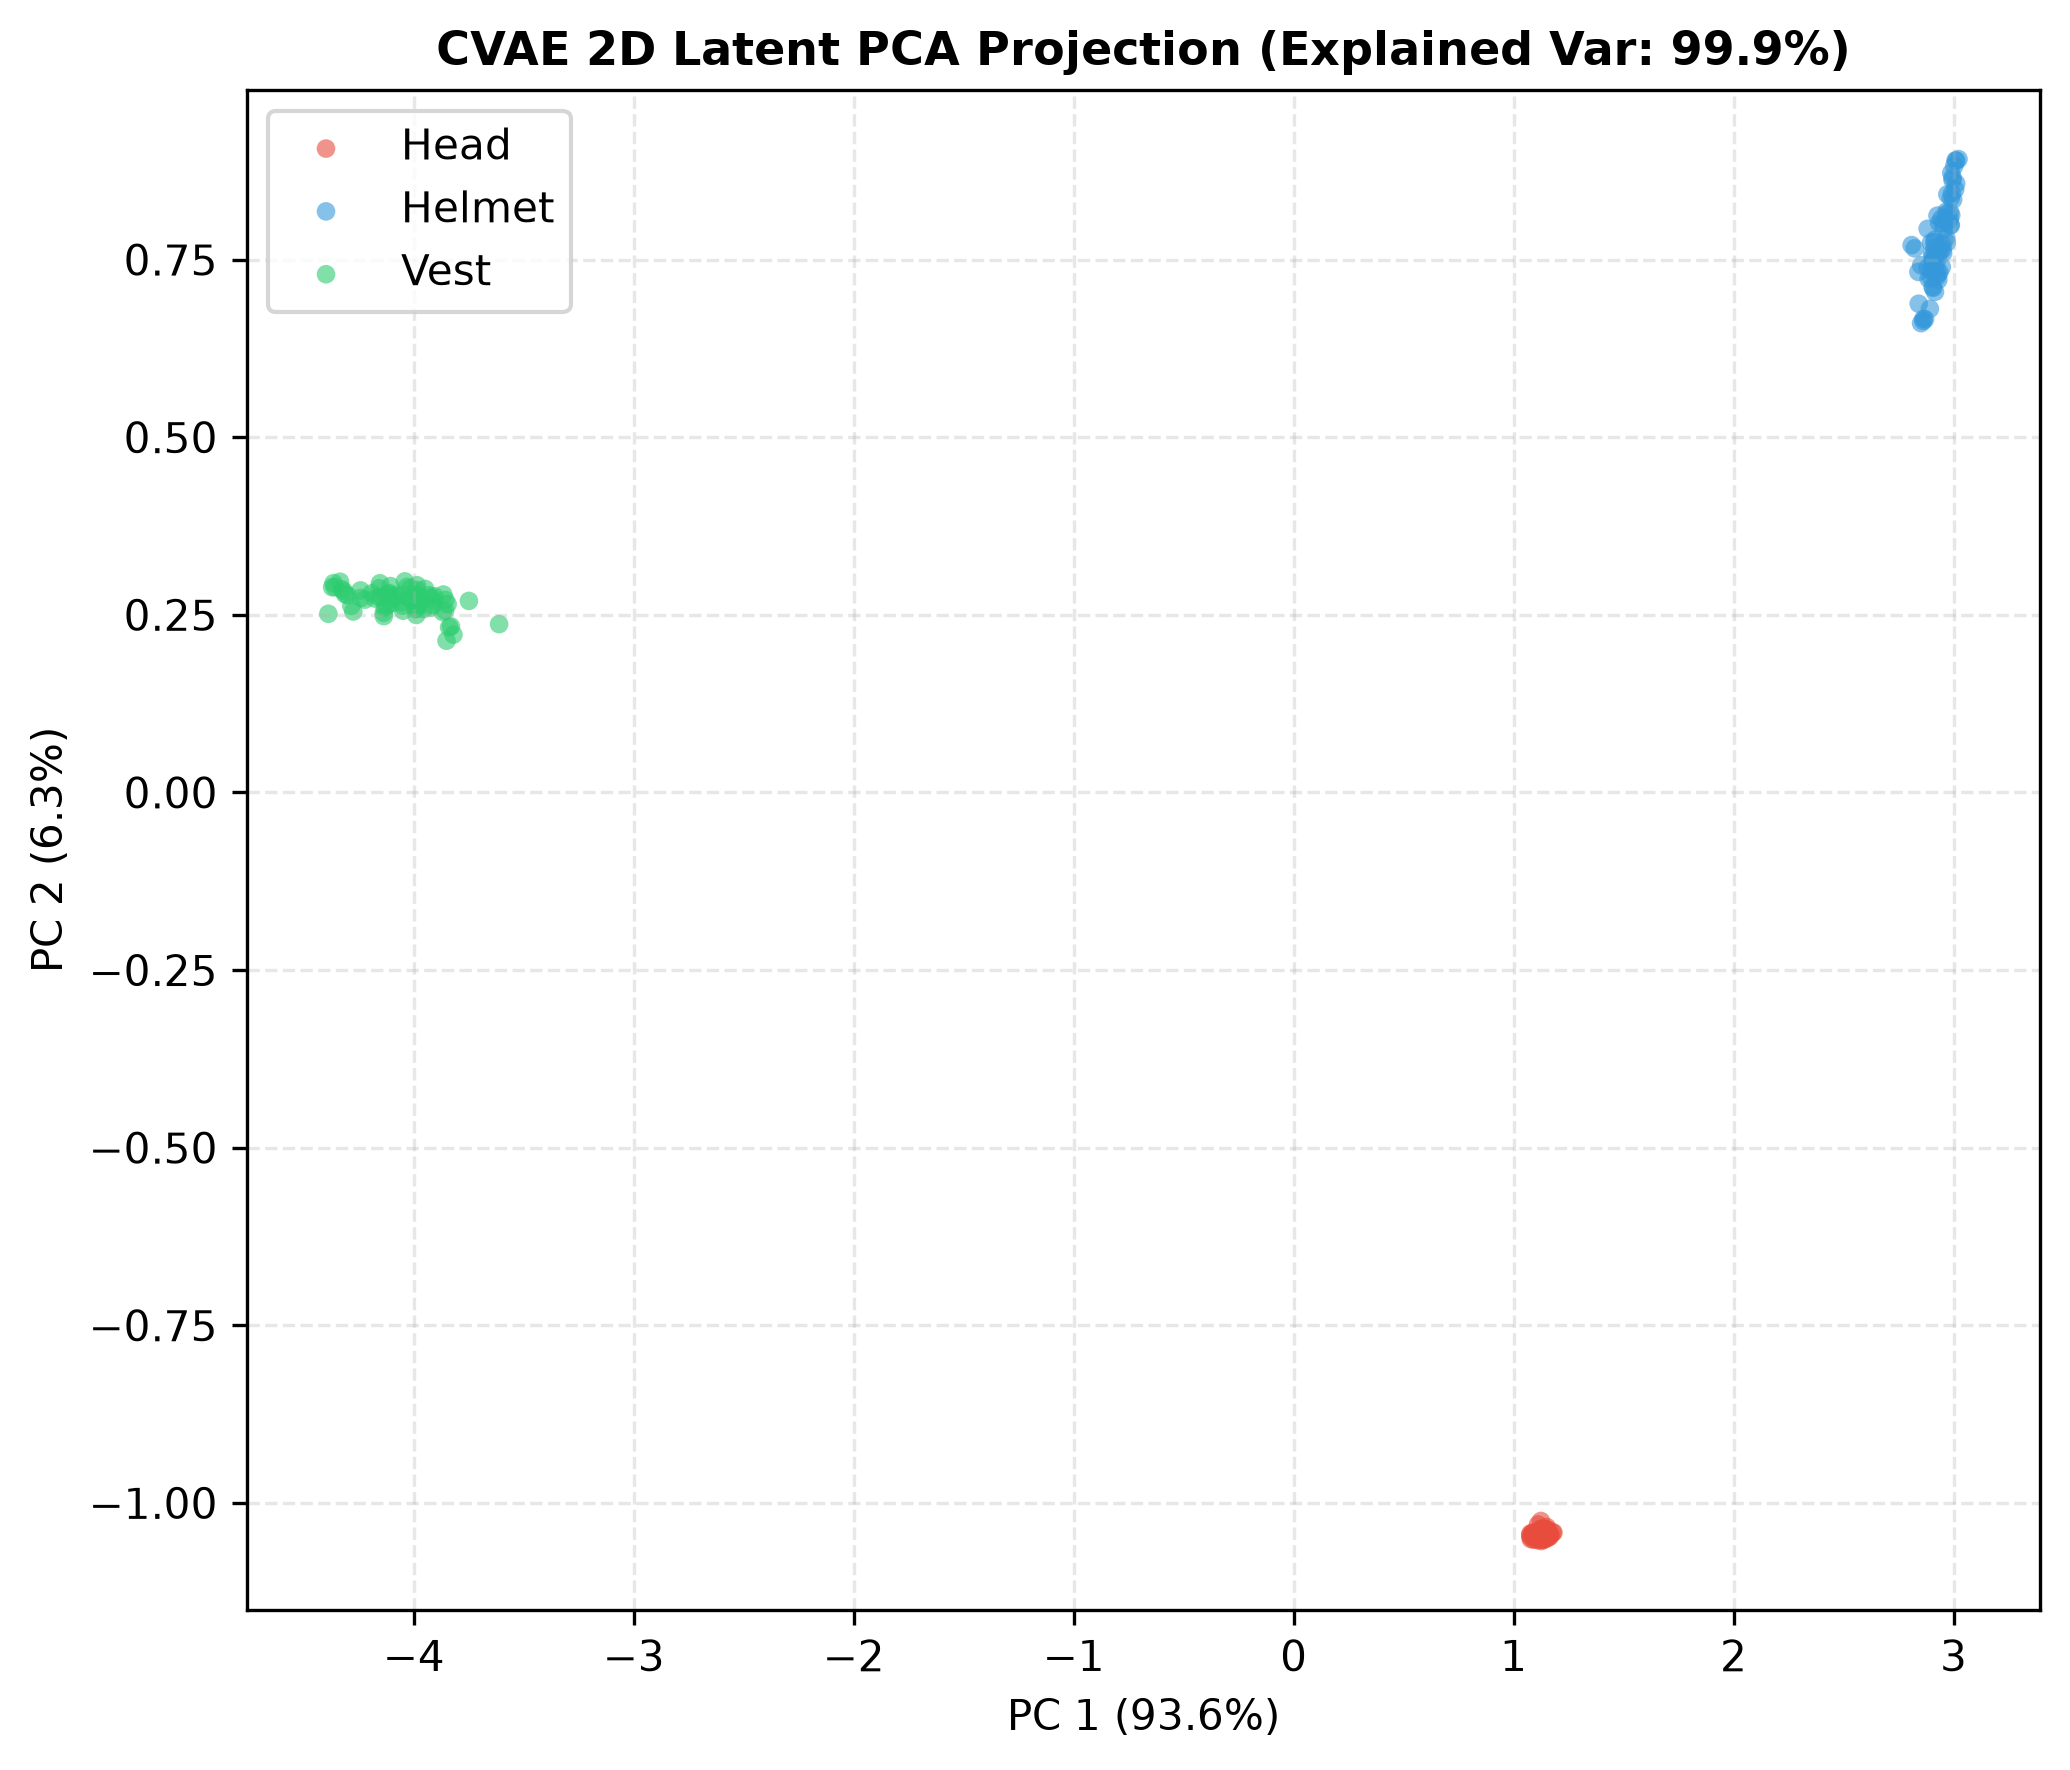 CVAE 2D Latent PCA Projection (Explained Var: 99.9%)
Head
Helmet
Vest
0.75
0.50
0.25
0.00
−0.25
−0.50
−0.75
−1.00
PC 2 (6.3%)
−4 −3 −2 −1 0 1 2 3
PC 1 (93.6%)